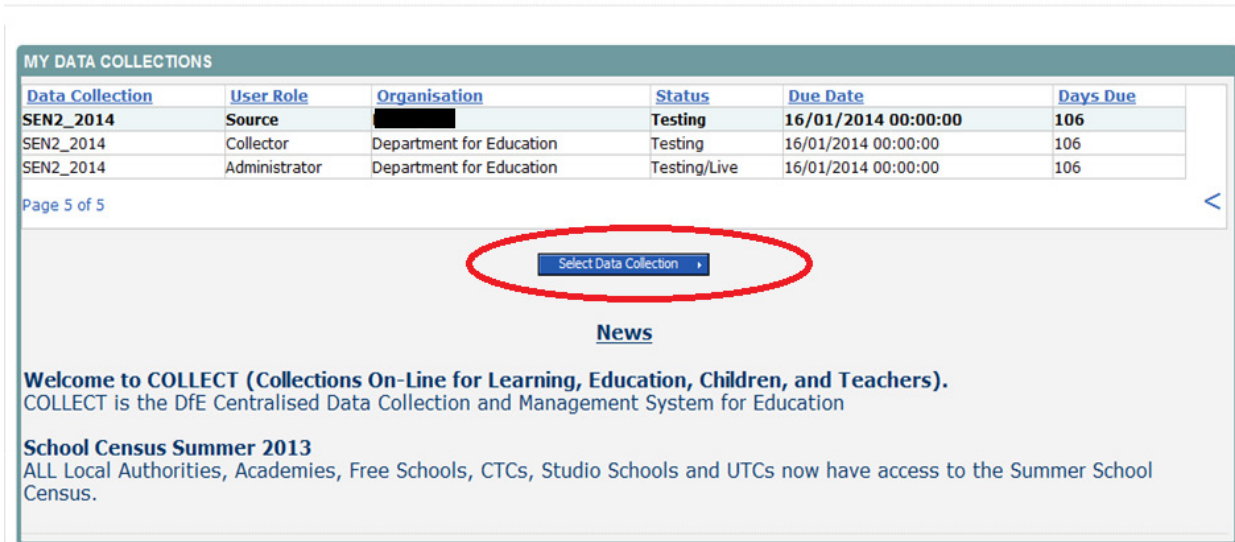 MY DATA COLLECTIONS
Data Collection User Role Organisation Status Due Date Days Due
SEN2_2014 Source Testing 16/01/2014 00:00:00 106
SEN2_2014 Collector Department for Education Testing 16/01/2014 00:00:00 106
SEN2_2014 Administrator Department for Education Testing/Live 16/01/2014 00:00:00 106
Page 5 of 5 <
Select Data Collection
News
Welcome to COLLECT (Collections On-Line for Learning, Education, Children, and Teachers).
COLLECT is the DfE Centralised Data Collection and Management System for Education
School Census Summer 2013
ALL Local Authorities, Academies, Free Schools, CTCs, Studio Schools and UTCs now have access to the Summer School
Census.